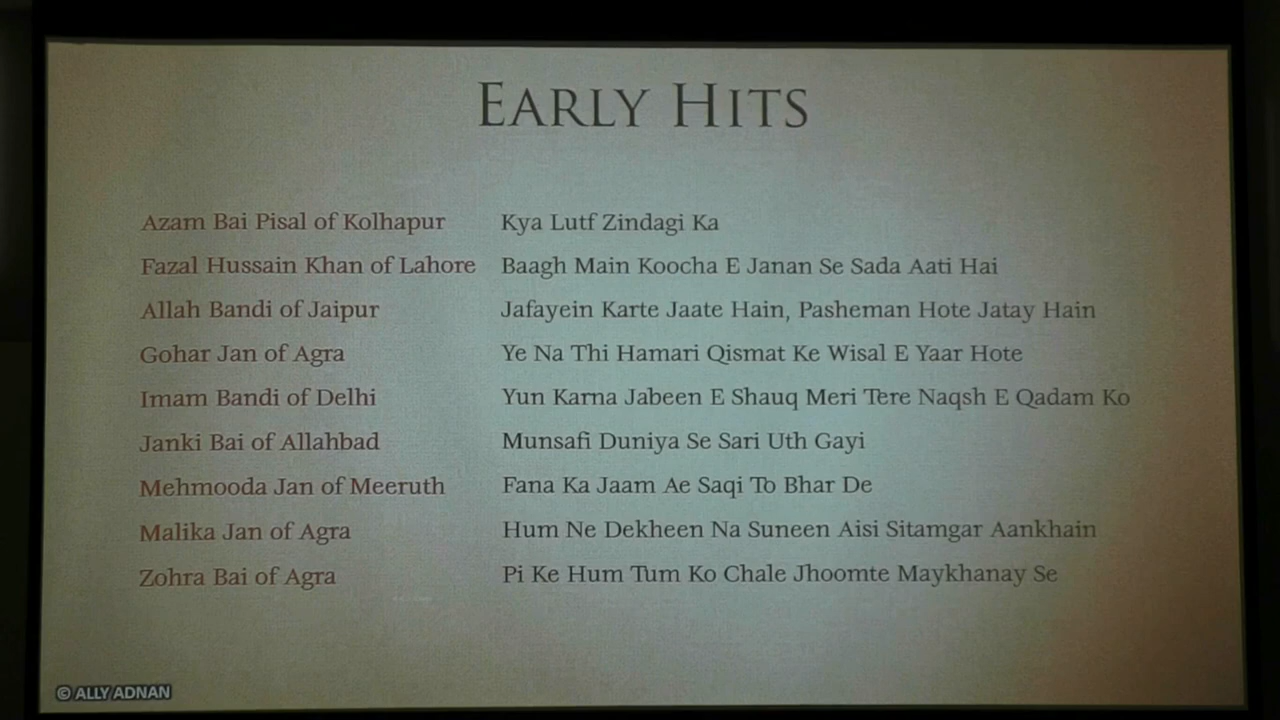 EARLY HITS
Azam Bai Pisal of Kolhapur Kya Lutf Zindagi Ka
Fazal Hussain Khan of Lahore Baagh Main Koocha E Janan Se Sada Aati Hai
Allah Bandi of Jaipur Jafayein Karte Jaate Hain, Pasheman Hote Jatay Hain
Gohar Jan of Agra Ye Na Thi Hamari Qismat Ke Wisal E Yaar Hote
Imam Bandi of Delhi Yun Karna Jabeen E Shauq Meri Tere Naqsh E Qadam Ko
Janki Bai of Allahbad Munsafi Duniya Se Sari Uth Gayi
Mehmooda Jan of Meeruth Fana Ka Jaam Ae Saqi To Bhar De
Malika Jan of Agra Hum Ne Dekheen Na Suneen Aisi Sitamgar Aankhain
Zohra Bai of Agra Pi Ke Hum Tum Ko Chale Jhoomte Maykhanay Se
© ALLY ADNAN